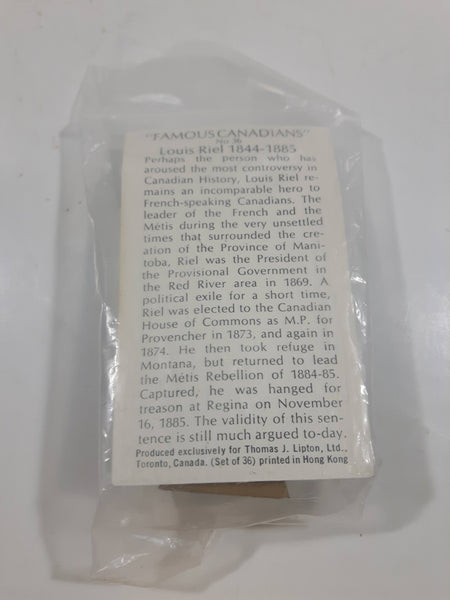 "FAMOUS CANADIANS"
No 36
Louis Riel 1844-1885
Perhaps the person who has
aroused the most controversy in
Canadian History, Louis Riel re-
mains an incomparable hero to
French-speaking Canadians. The
leader of the French and the
Métis during the very unsettled
times that surrounded the cre-
ation of the Province of Mani-
toba, Riel was the President of
the Provisional Government in
the Red River area in 1869. A
political exile for a short time,
Riel was elected to the Canadian
House of Commons as M.P. for
Provencher in 1873, and again in
1874. He then took refuge in
Montana, but returned to lead
the Métis Rebellion of 1884-85.
Captured, he was hanged for
treason at Regina on November
16, 1885. The validity of this sen-
tence is still much argued to-day.
Produced exclusively for Thomas J. Lipton, Ltd.,
Toronto, Canada. (Set of 36) printed in Hong Kong